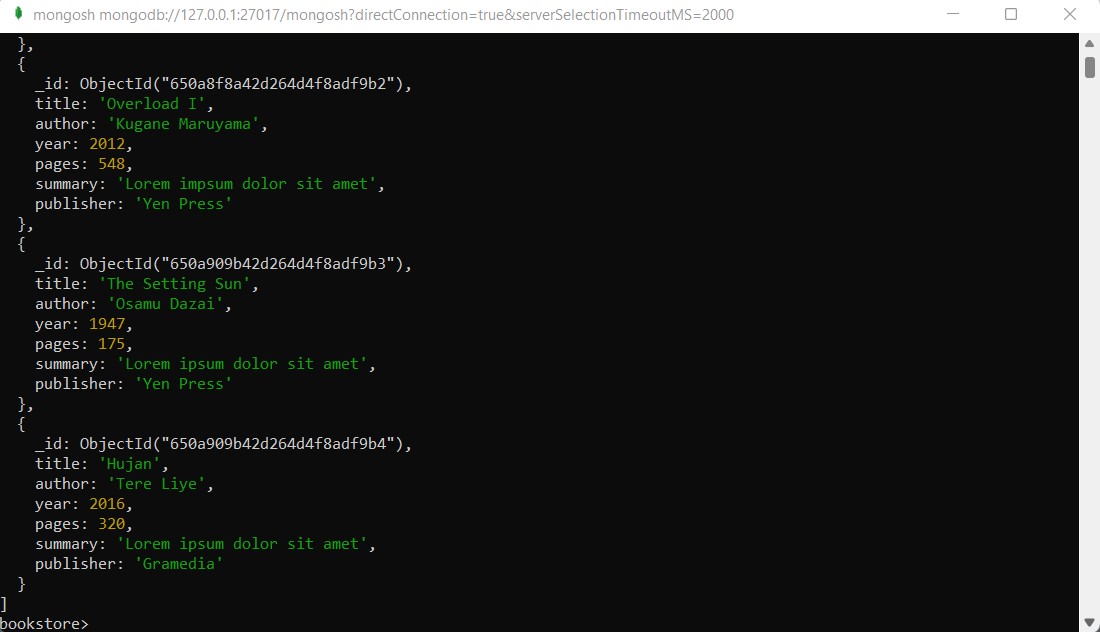 mongosh mongodb://127.0.0.1:27017/mongosh?directConnection=true&serverSelectionTimeoutMS=2000
  },
  {
    _id: ObjectId("650a8f8a42d264d4f8adf9b2"),
    title: 'Overload I',
    author: 'Kugane Maruyama',
    year: 2012,
    pages: 548,
    summary: 'Lorem impsum dolor sit amet',
    publisher: 'Yen Press'
  },
  {
    _id: ObjectId("650a909b42d264d4f8adf9b3"),
    title: 'The Setting Sun',
    author: 'Osamu Dazai',
    year: 1947,
    pages: 175,
    summary: 'Lorem ipsum dolor sit amet',
    publisher: 'Yen Press'
  },
  {
    _id: ObjectId("650a909b42d264d4f8adf9b4"),
    title: 'Hujan',
    author: 'Tere Liye',
    year: 2016,
    pages: 320,
    summary: 'Lorem ipsum dolor sit amet',
    publisher: 'Gramedia'
  }
]
bookstore>